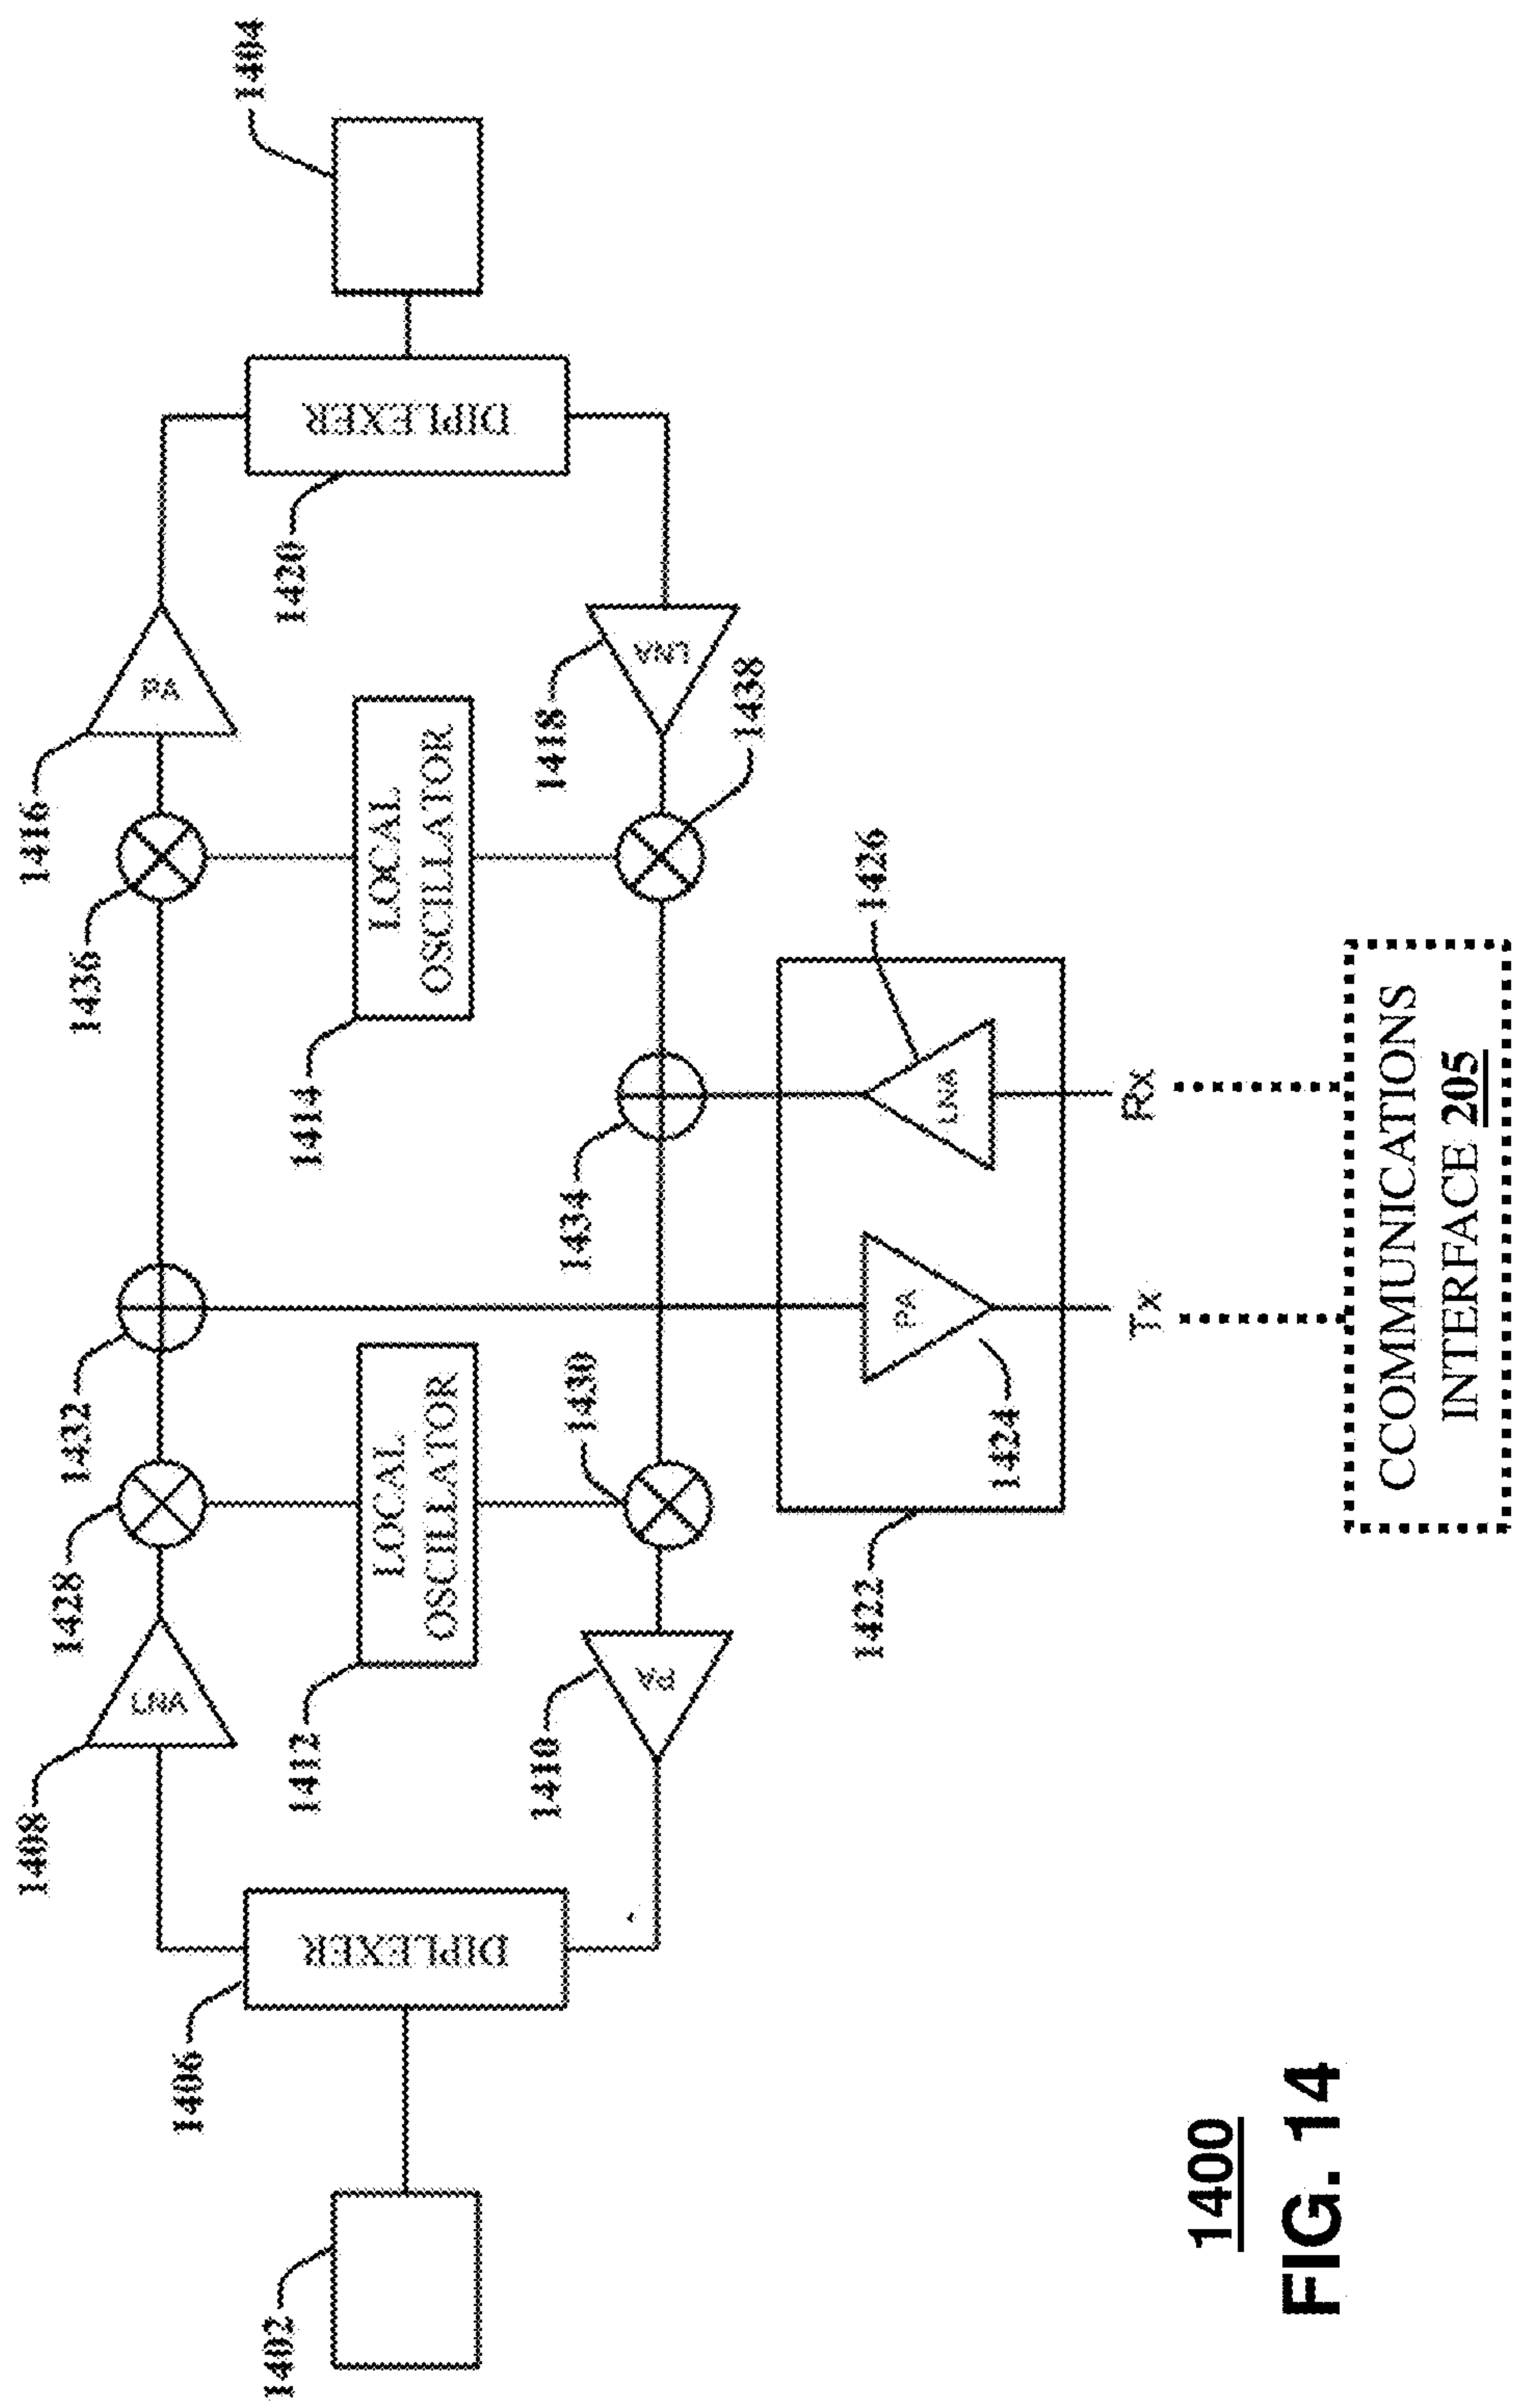 1408
LNA
1428
1432
1436
1416
PA
1404
1406
DIPLEXER
1412
LOCAL
OSCILLATOR
1414
LOCAL
OSCILLATOR
1420
DIPLEXER
1402
1410
PA
1430
1434
1418
LNA
1438
1422
1424
PA
1426
LNA
Tx
Rx
CCOMMUNICATIONS
INTERFACE 205
1400
FIG. 14